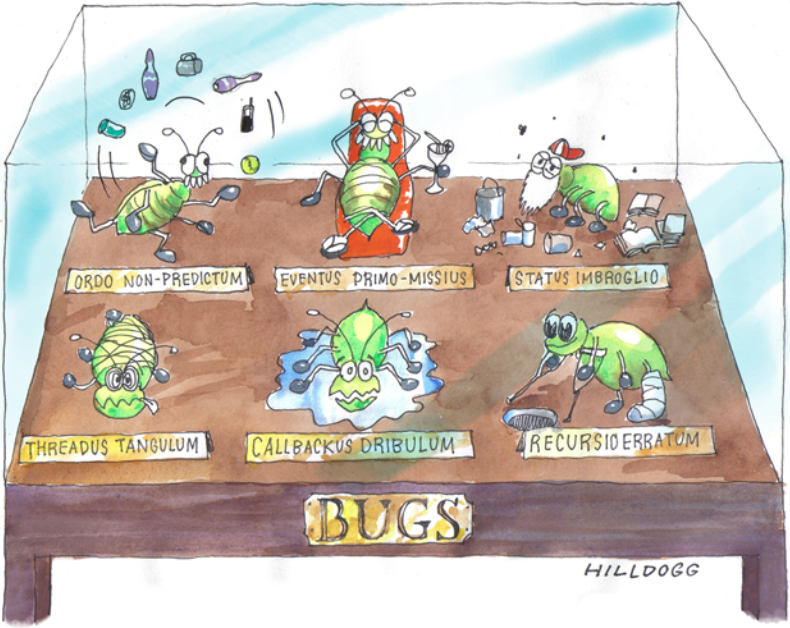 ORDO NON-PREDICTUM
EVENTUS PRIMO-MISSIUS
STATUS IMBROGLIO
THREADUS TANGULUM
CALLBACKUS DRIBULUM
RECURSIO ERRATUM
BUGS
HILLDOGG